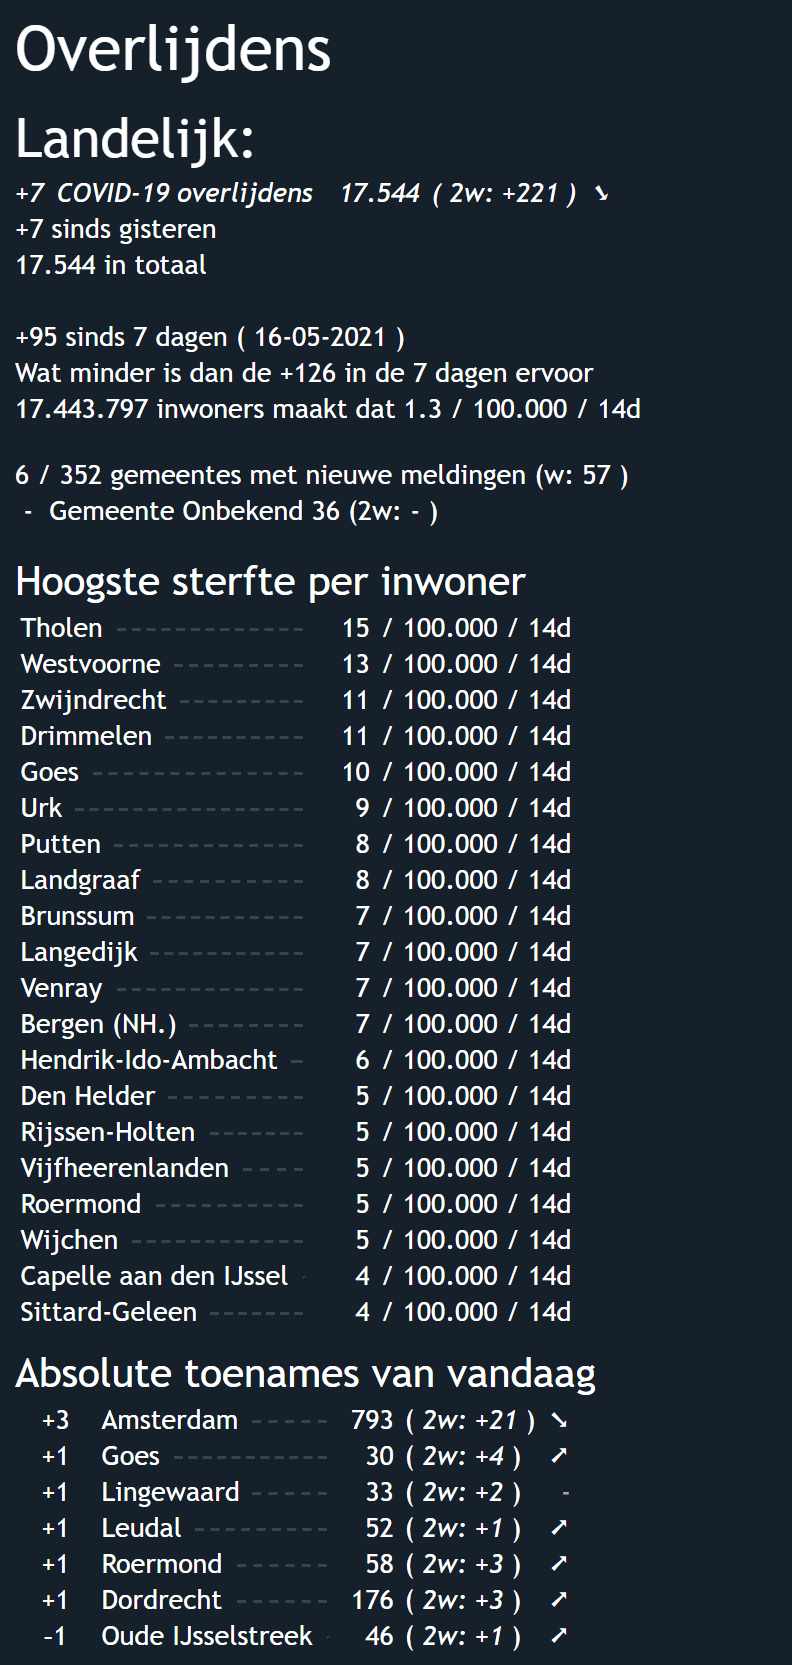 Overlijdens
Landelijk:
+7 COVID-19 overlijdens 17.544 ( 2w: +221 ) ➘
+7 sinds gisteren
17.544 in totaal
+95 sinds 7 dagen ( 16-05-2021 )
Wat minder is dan de +126 in de 7 dagen ervoor
17.443.797 inwoners maakt dat 1.3 / 100.000 / 14d
6 / 352 gemeentes met nieuwe meldingen (w: 57 )
- Gemeente Onbekend 36 (2w: - )
Hoogste sterfte per inwoner
Tholen 15 / 100.000 / 14d
Westvoorne 13 / 100.000 / 14d
Zwijndrecht 11 / 100.000 / 14d
Drimmelen 11 / 100.000 / 14d
Goes 10 / 100.000 / 14d
Urk 9 / 100.000 / 14d
Putten 8 / 100.000 / 14d
Landgraaf 8 / 100.000 / 14d
Brunssum 7 / 100.000 / 14d
Langedijk 7 / 100.000 / 14d
Venray 7 / 100.000 / 14d
Bergen (NH.) 7 / 100.000 / 14d
Hendrik-Ido-Ambacht 6 / 100.000 / 14d
Den Helder 5 / 100.000 / 14d
Rijssen-Holten 5 / 100.000 / 14d
Vijfheerenlanden 5 / 100.000 / 14d
Roermond 5 / 100.000 / 14d
Wijchen 5 / 100.000 / 14d
Capelle aan den IJssel 4 / 100.000 / 14d
Sittard-Geleen 4 / 100.000 / 14d
Absolute toenames van vandaag
+3 Amsterdam 793 ( 2w: +21 ) ➘
+1 Goes 30 ( 2w: +4 ) ➚
+1 Lingewaard 33 ( 2w: +2 ) -
+1 Leudal 52 ( 2w: +1 ) ➚
+1 Roermond 58 ( 2w: +3 ) ➚
+1 Dordrecht 176 ( 2w: +3 ) ➚
-1 Oude IJsselstreek 46 ( 2w: +1 ) ➚